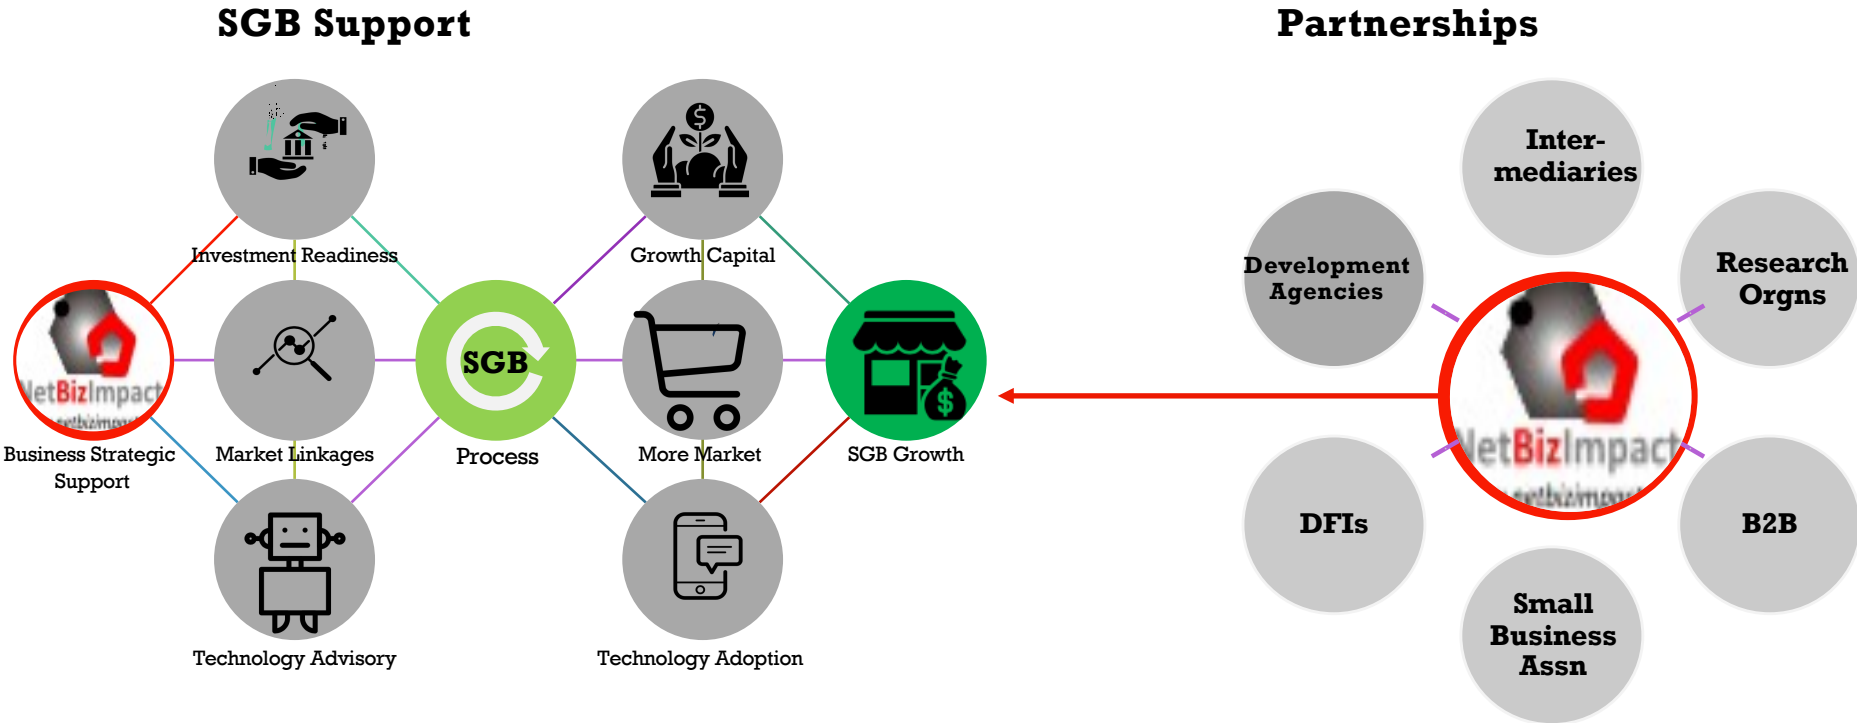 SGB Support
Partnerships
Investment Readiness
Growth Capital
Business Strategic
Support
Market Linkages
SGB
Process
More Market
SGB Growth
Technology Advisory
Technology Adoption
Inter-
mediaries
Development
Agencies
Research
Orgns
DFIs
B2B
Small
Business
Assn
NetBizImpact
NetBizImpact